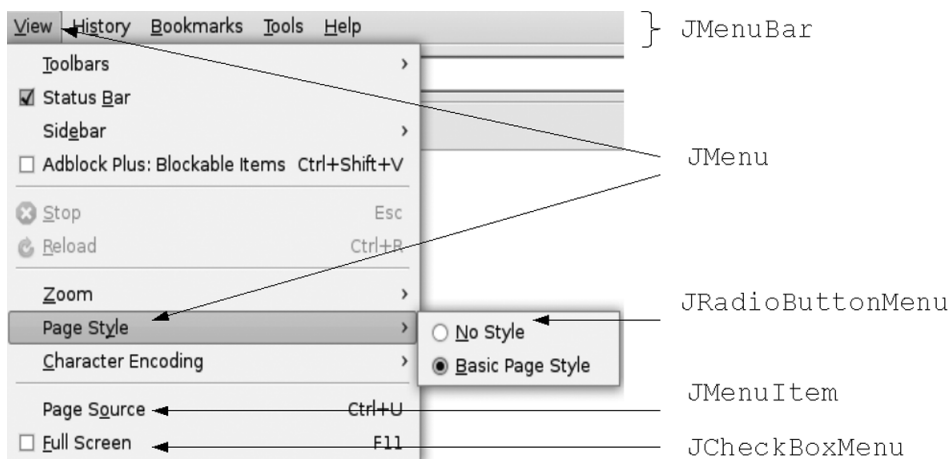 View History Bookmarks Tools Help
JMenuBar
Toolbars
Status Bar
Sidebar
Adblock Plus: Blockable Items Ctrl+Shift+V
JMenu
Stop Esc
Reload Ctrl+R
Zoom
JRadioButtonMenu
Page Style
No Style
Character Encoding
Basic Page Style
JMenuItem
Page Source Ctrl+U
Full Screen F11
JCheckBoxMenu